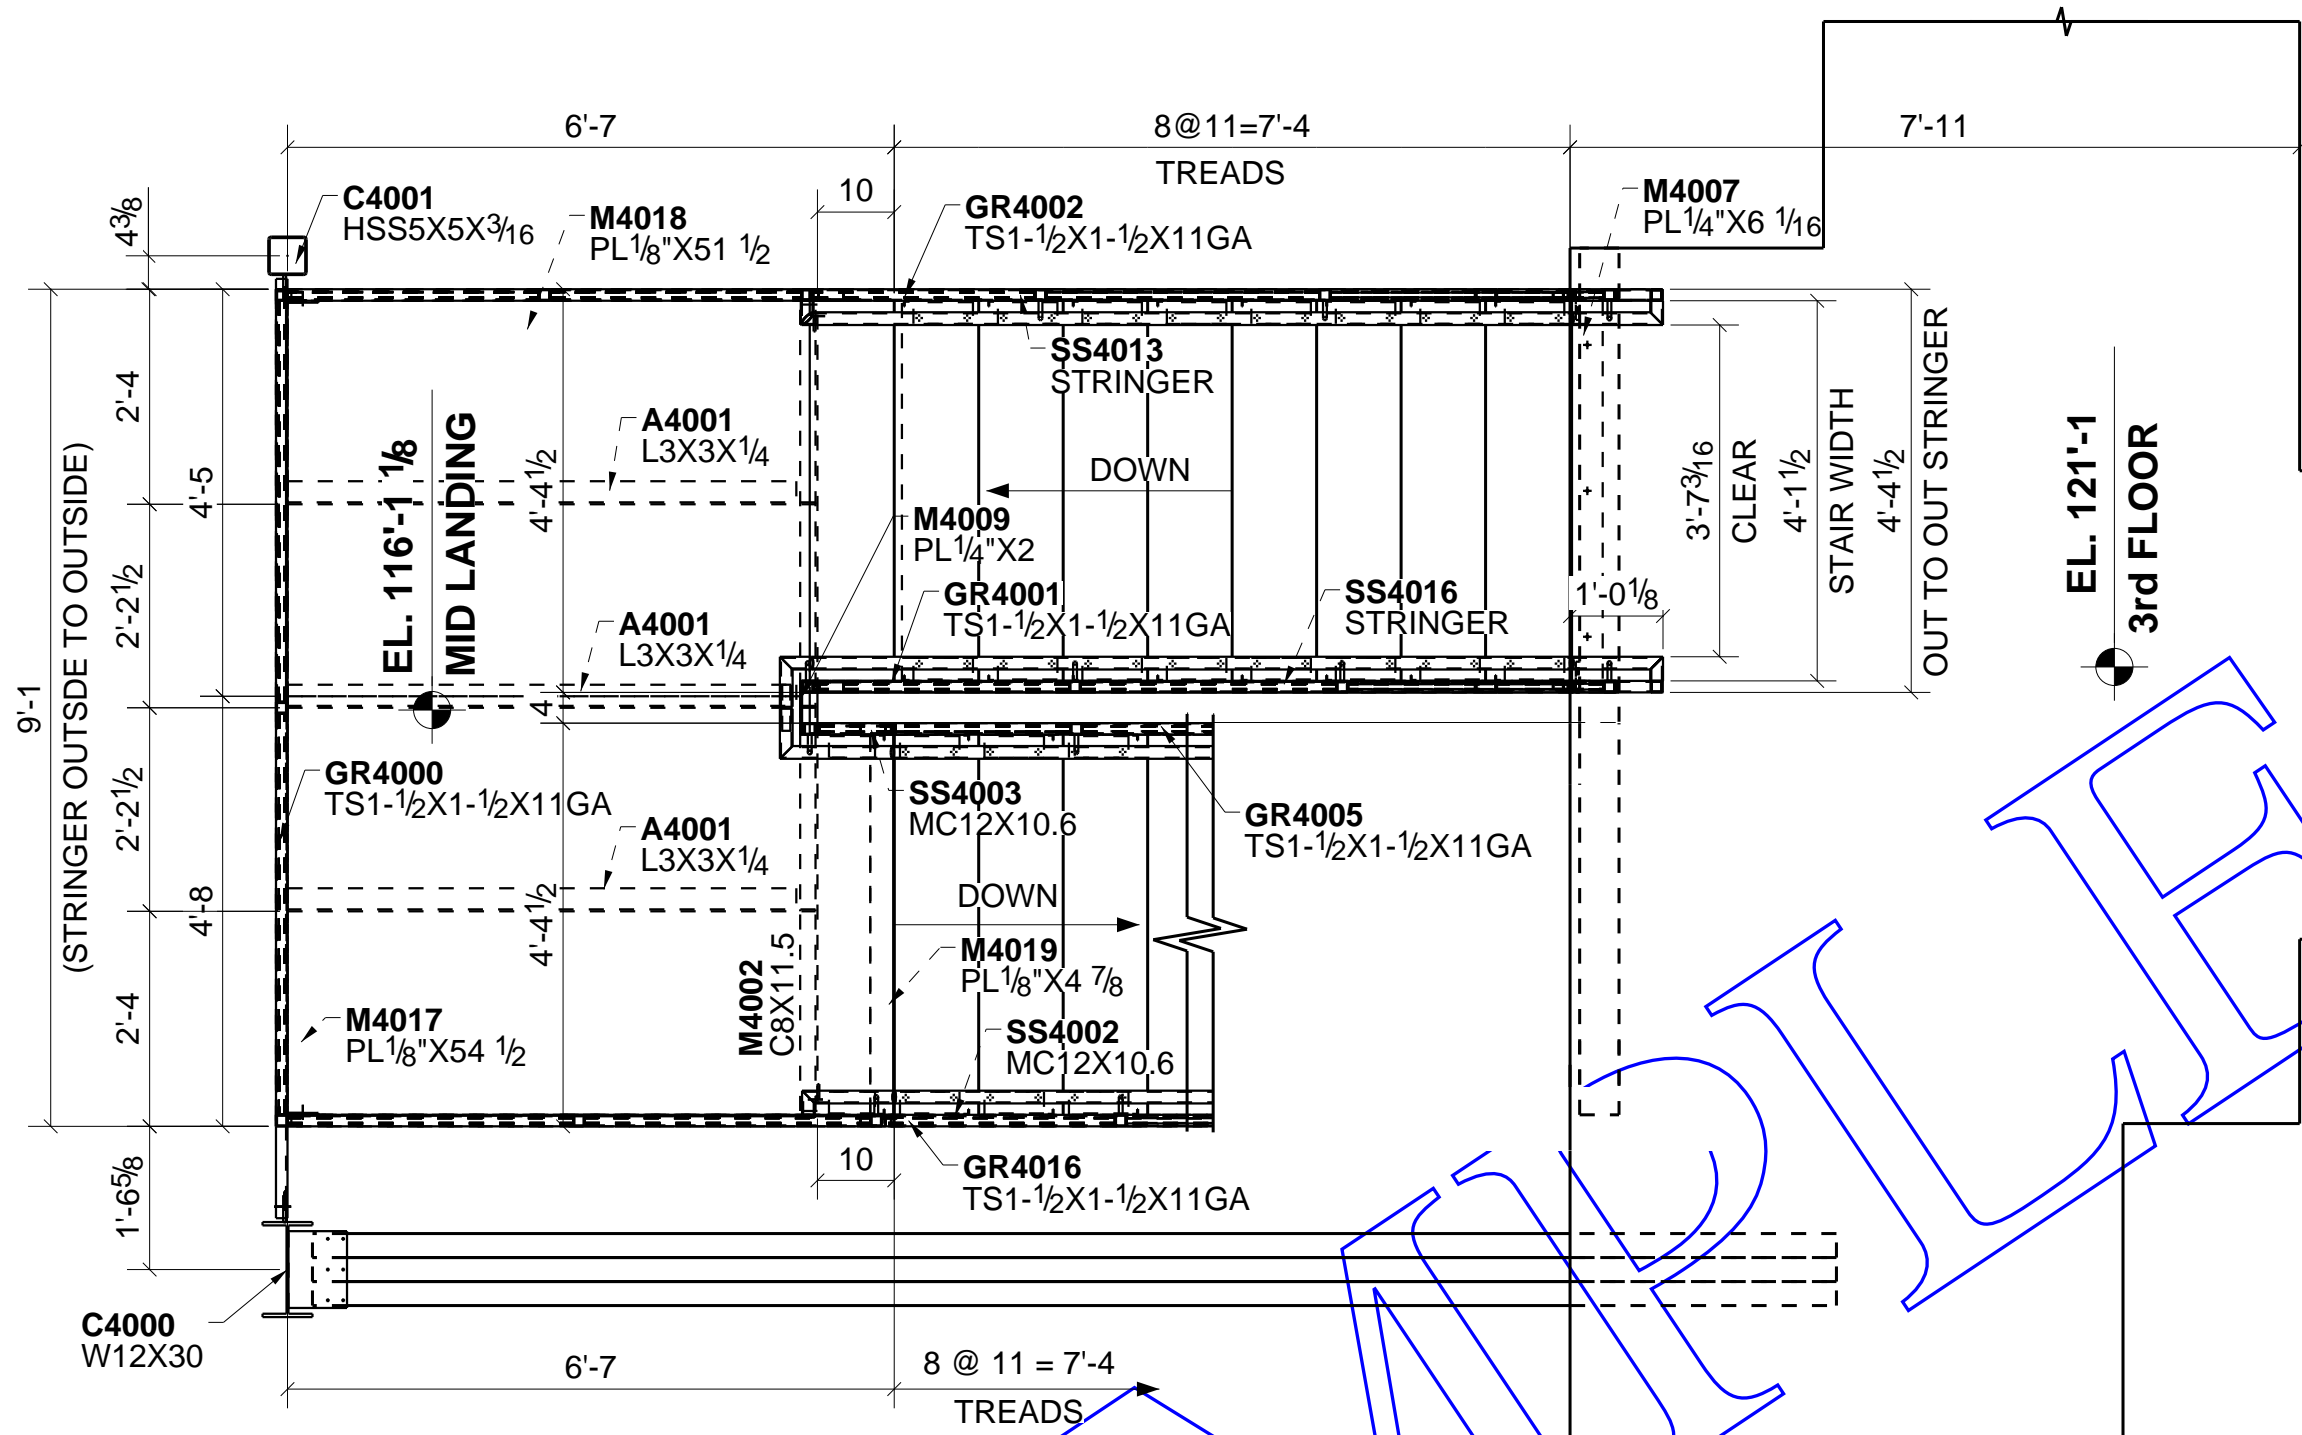 6'-7
8@11=7'-4
TREADS
7'-11
4 3/8
C4001
HSS5X5X3/16
M4018
PL1/8"X51 1/2
10
GR4002
TS1-1/2X1-1/2X11GA
M4007
PL1/4"X6 1/16
SS4013
STRINGER
A4001
L3X3X1/4
DOWN
M4009
PL1/4"X2
GR4001
TS1-1/2X1-1/2X11GA
SS4016
STRINGER
1'-0 1/8
A4001
L3X3X1/4
9'-1
(STRINGER OUTSDE TO OUTSIDE)
2'-4
2'-2 1/2
2'-2 1/2
2'-4
1'-6 5/8
4'-5
4'-8
EL. 116'-1 1/8
MID LANDING
4'-4 1/2
4
4'-4 1/2
3'-7 3/16
CLEAR
4'-1 1/2
STAIR WIDTH
4'-4 1/2
OUT TO OUT STRINGER
EL. 121'-1
3rd FLOOR
GR4000
TS1-1/2X1-1/2X11GA
SS4003
MC12X10.6
GR4005
TS1-1/2X1-1/2X11GA
A4001
L3X3X1/4
DOWN
M4002
C8X11.5
M4019
PL1/8"X4 7/8
M4017
PL1/8"X54 1/2
SS4002
MC12X10.6
10
GR4016
TS1-1/2X1-1/2X11GA
C4000
W12X30
6'-7
8 @ 11 = 7'-4
TREADS
MPLE